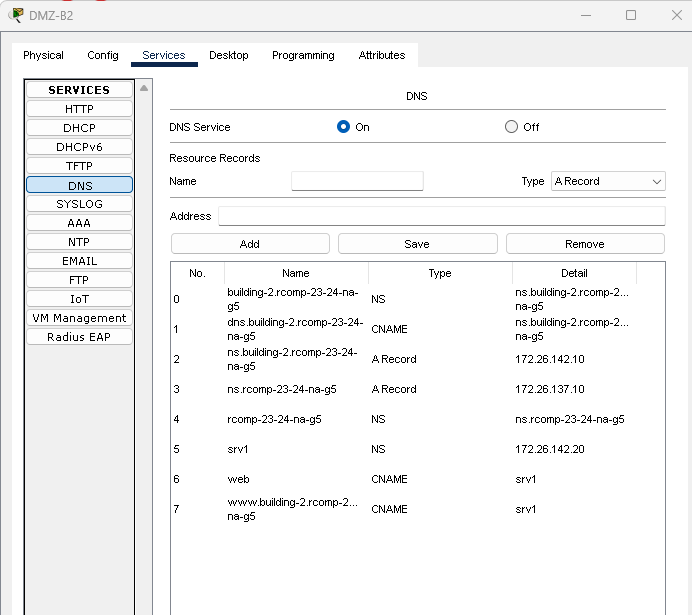 DMZ-B2
Physical Config Services Desktop Programming Attributes
SERVICES
HTTP
DHCP
DHCPv6
TFTP
DNS
SYSLOG
AAA
NTP
EMAIL
FTP
IoT
VM Management
Radius EAP
DNS
DNS Service On Off
Resource Records
Name Type A Record
Address
Add Save Remove
No. Name Type Detail
0 building-2.rcomp-23-24-na- NS ns.building-2.rcomp-2...
g5 na-g5
1 dns.building-2.rcomp-23-24- CNAME ns.building-2.rcomp-2...
na-g5 na-g5
2 ns.building-2.rcomp-23-24- A Record 172.26.142.10
na-g5
3 ns.rcomp-23-24-na-g5 A Record 172.26.137.10
4 rcomp-23-24-na-g5 NS ns.rcomp-23-24-na-g5
5 srv1 NS 172.26.142.20
6 web CNAME srv1
7 www.building-2.rcomp-2... CNAME srv1
na-g5